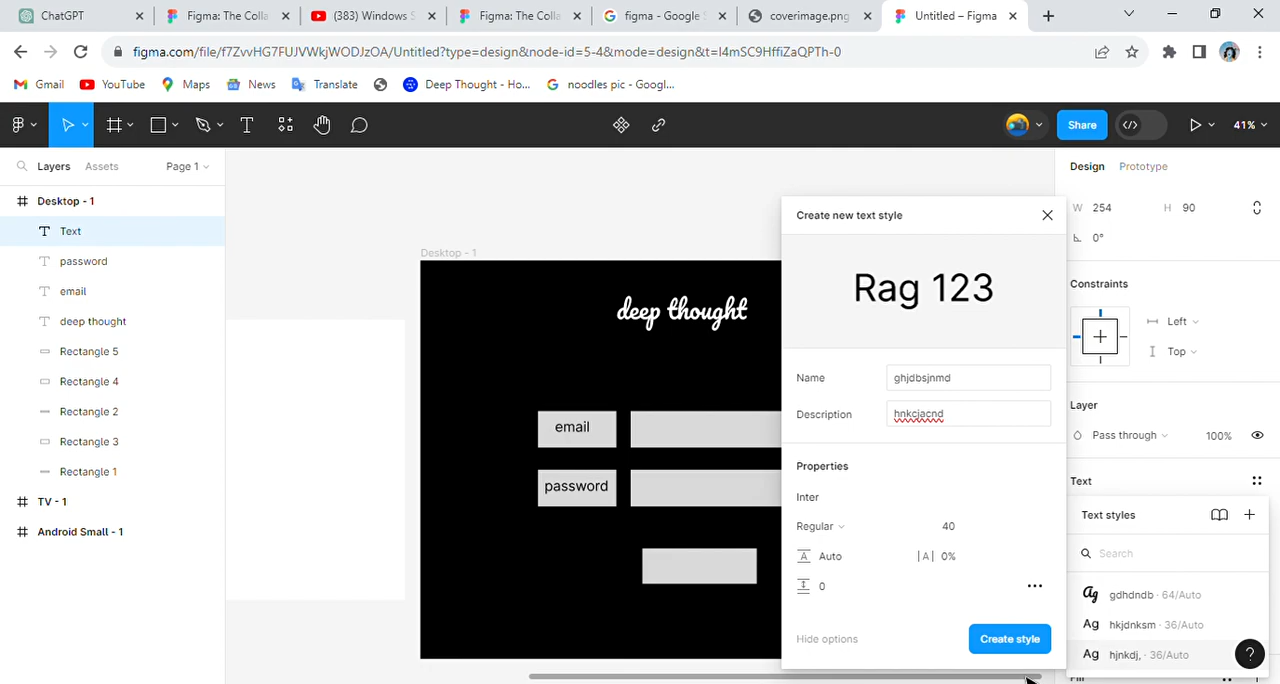 ChatGPT
Figma: The Colla
(383) Windows S
Figma: The Colla
figma - Google S
coverimage.png
Untitled – Figma
figma.com/file/f7ZvvHG7FUJVWkjWODJzOA/Untitled?type=design&node-id=5-4&mode=design&t=I4mSC9HffiZaQPTh-0
Gmail
YouTube
Maps
News
Translate
Deep Thought - Ho...
noodles pic - Googl...
Share
41%
Layers
Assets
Page 1
Desktop - 1
Text
password
email
deep thought
Rectangle 5
Rectangle 4
Rectangle 2
Rectangle 3
Rectangle 1
TV - 1
Android Small - 1
Desktop - 1
deep thought
email
password
Create new text style
Rag 123
Name
ghjdbsjnmd
Description
hnkcjacnd
Properties
Inter
Regular
40
A Auto
|A| 0%
0
Hide options
Create style
Design
Prototype
W 254
H 90
0°
Constraints
Left
Top
Layer
Pass through
100%
Text
Text styles
Search
Ag gdhdndb · 64/Auto
Ag hkjdnksm · 36/Auto
Ag hjnkdj, · 36/Auto
?
Fill